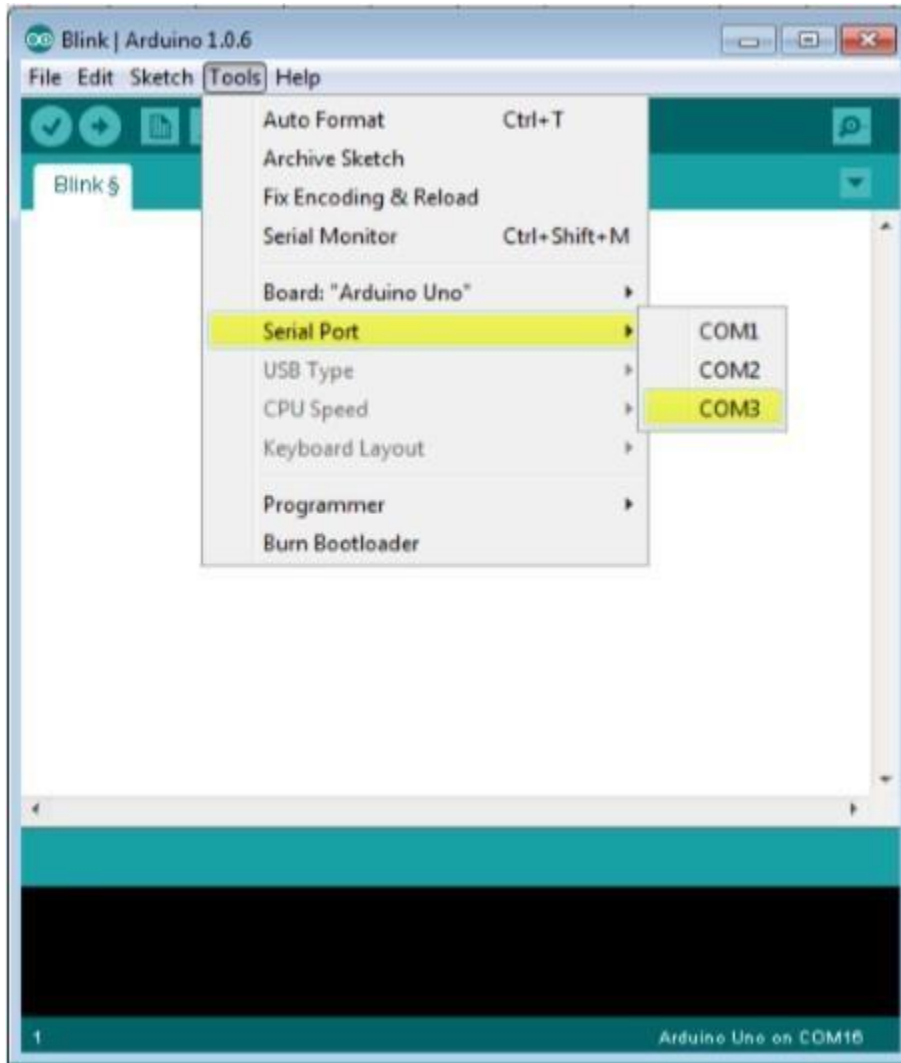 Blink | Arduino 1.0.6
File Edit Sketch Tools Help
Auto Format Ctrl+T
Archive Sketch
Fix Encoding & Reload
Blink §
Serial Monitor Ctrl+Shift+M
Board: "Arduino Uno"
Serial Port
COM1
USB Type
COM2
CPU Speed
COM3
Keyboard Layout
Programmer
Burn Bootloader
1
Arduino Uno on COM16